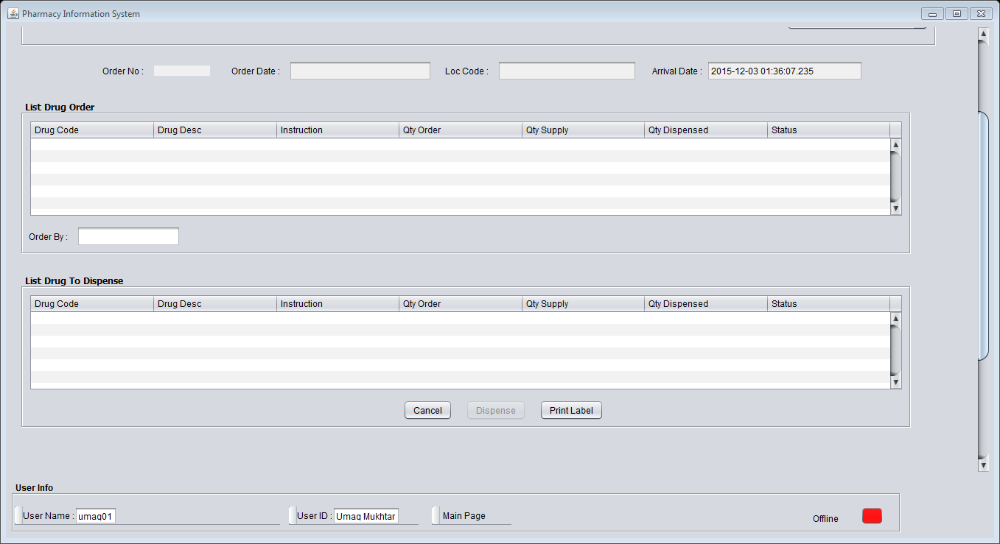 Pharmacy Information System
Order No : Order Date : Loc Code : Arrival Date : 2015-12-03 01:36:07.235
List Drug Order
Drug Code Drug Desc Instruction Qty Order Qty Supply Qty Dispensed Status
Order By :
List Drug To Dispense
Drug Code Drug Desc Instruction Qty Order Qty Supply Qty Dispensed Status
Cancel Dispense Print Label
User Info
User Name : umaq01 User ID : Umaq Mukhtar Main Page Offline